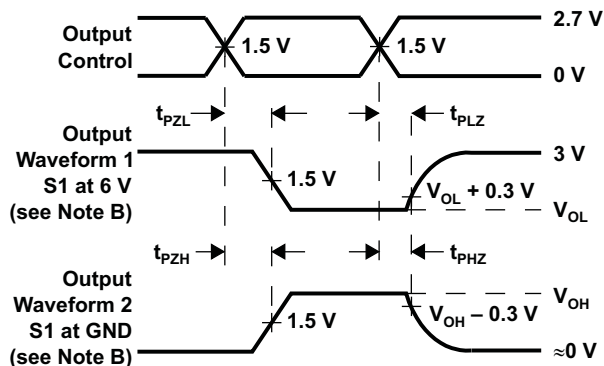 Output
Control
1.5 V
1.5 V
2.7 V
0 V
tPZL
tPLZ
Output
Waveform 1
S1 at 6 V
(see Note B)
1.5 V
VOL + 0.3 V
3 V
VOL
tPZH
tPHZ
Output
Waveform 2
S1 at GND
(see Note B)
1.5 V
VOH – 0.3 V
VOH
≈0 V